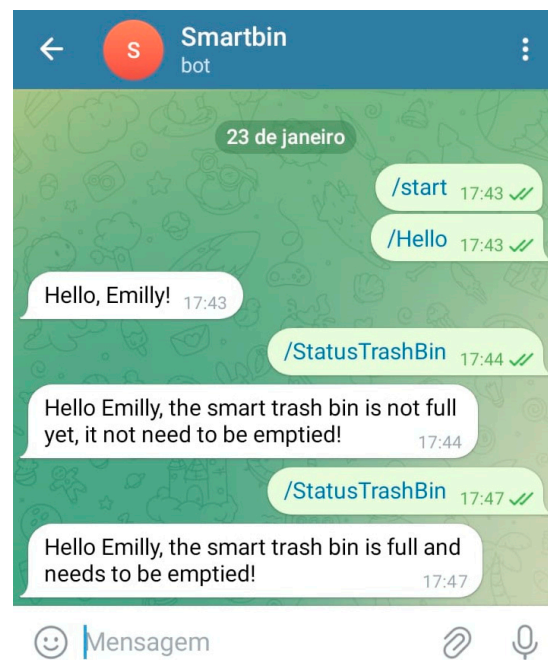 S
Smartbin
bot
23 de janeiro
/start 17:43
/Hello 17:43
Hello, Emilly! 17:43
/StatusTrashBin 17:44
Hello Emilly, the smart trash bin is not full
yet, it not need to be emptied! 17:44
/StatusTrashBin 17:47
Hello Emilly, the smart trash bin is full and
needs to be emptied! 17:47
Mensagem